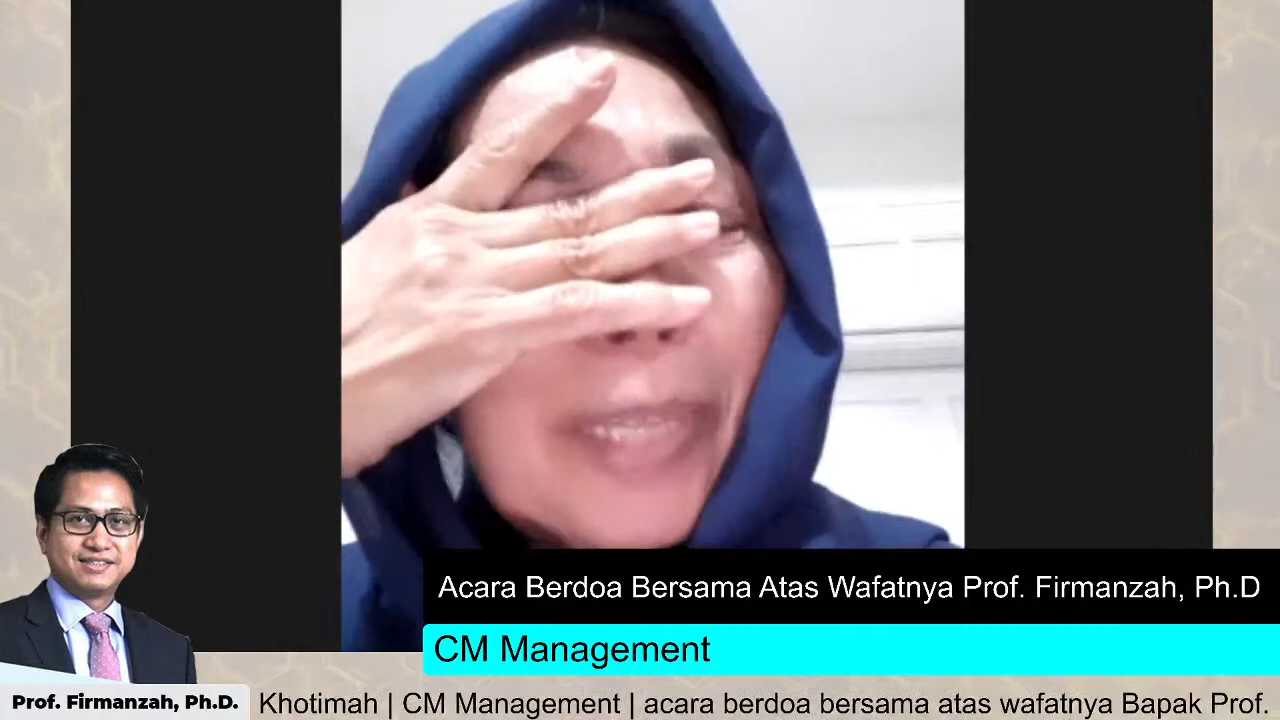 Acara Berdoa Bersama Atas Wafatnya Prof. Firmanzah, Ph.D
CM Management
Prof. Firmanzah, Ph.D.
Khotimah | CM Management | acara berdoa bersama atas wafatnya Bapak Prof.